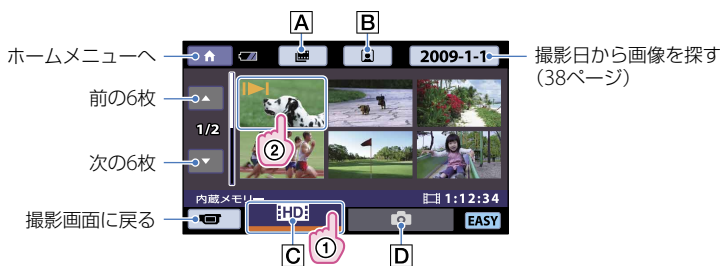 A
B
ホームメニューへ
2009-1-1
撮影日から画像を探す
(38ページ)
前の6枚
1/2
②
次の6枚
内蔵メモリー
1:12:34
撮影画面に戻る
HD
①
EASY
C
D